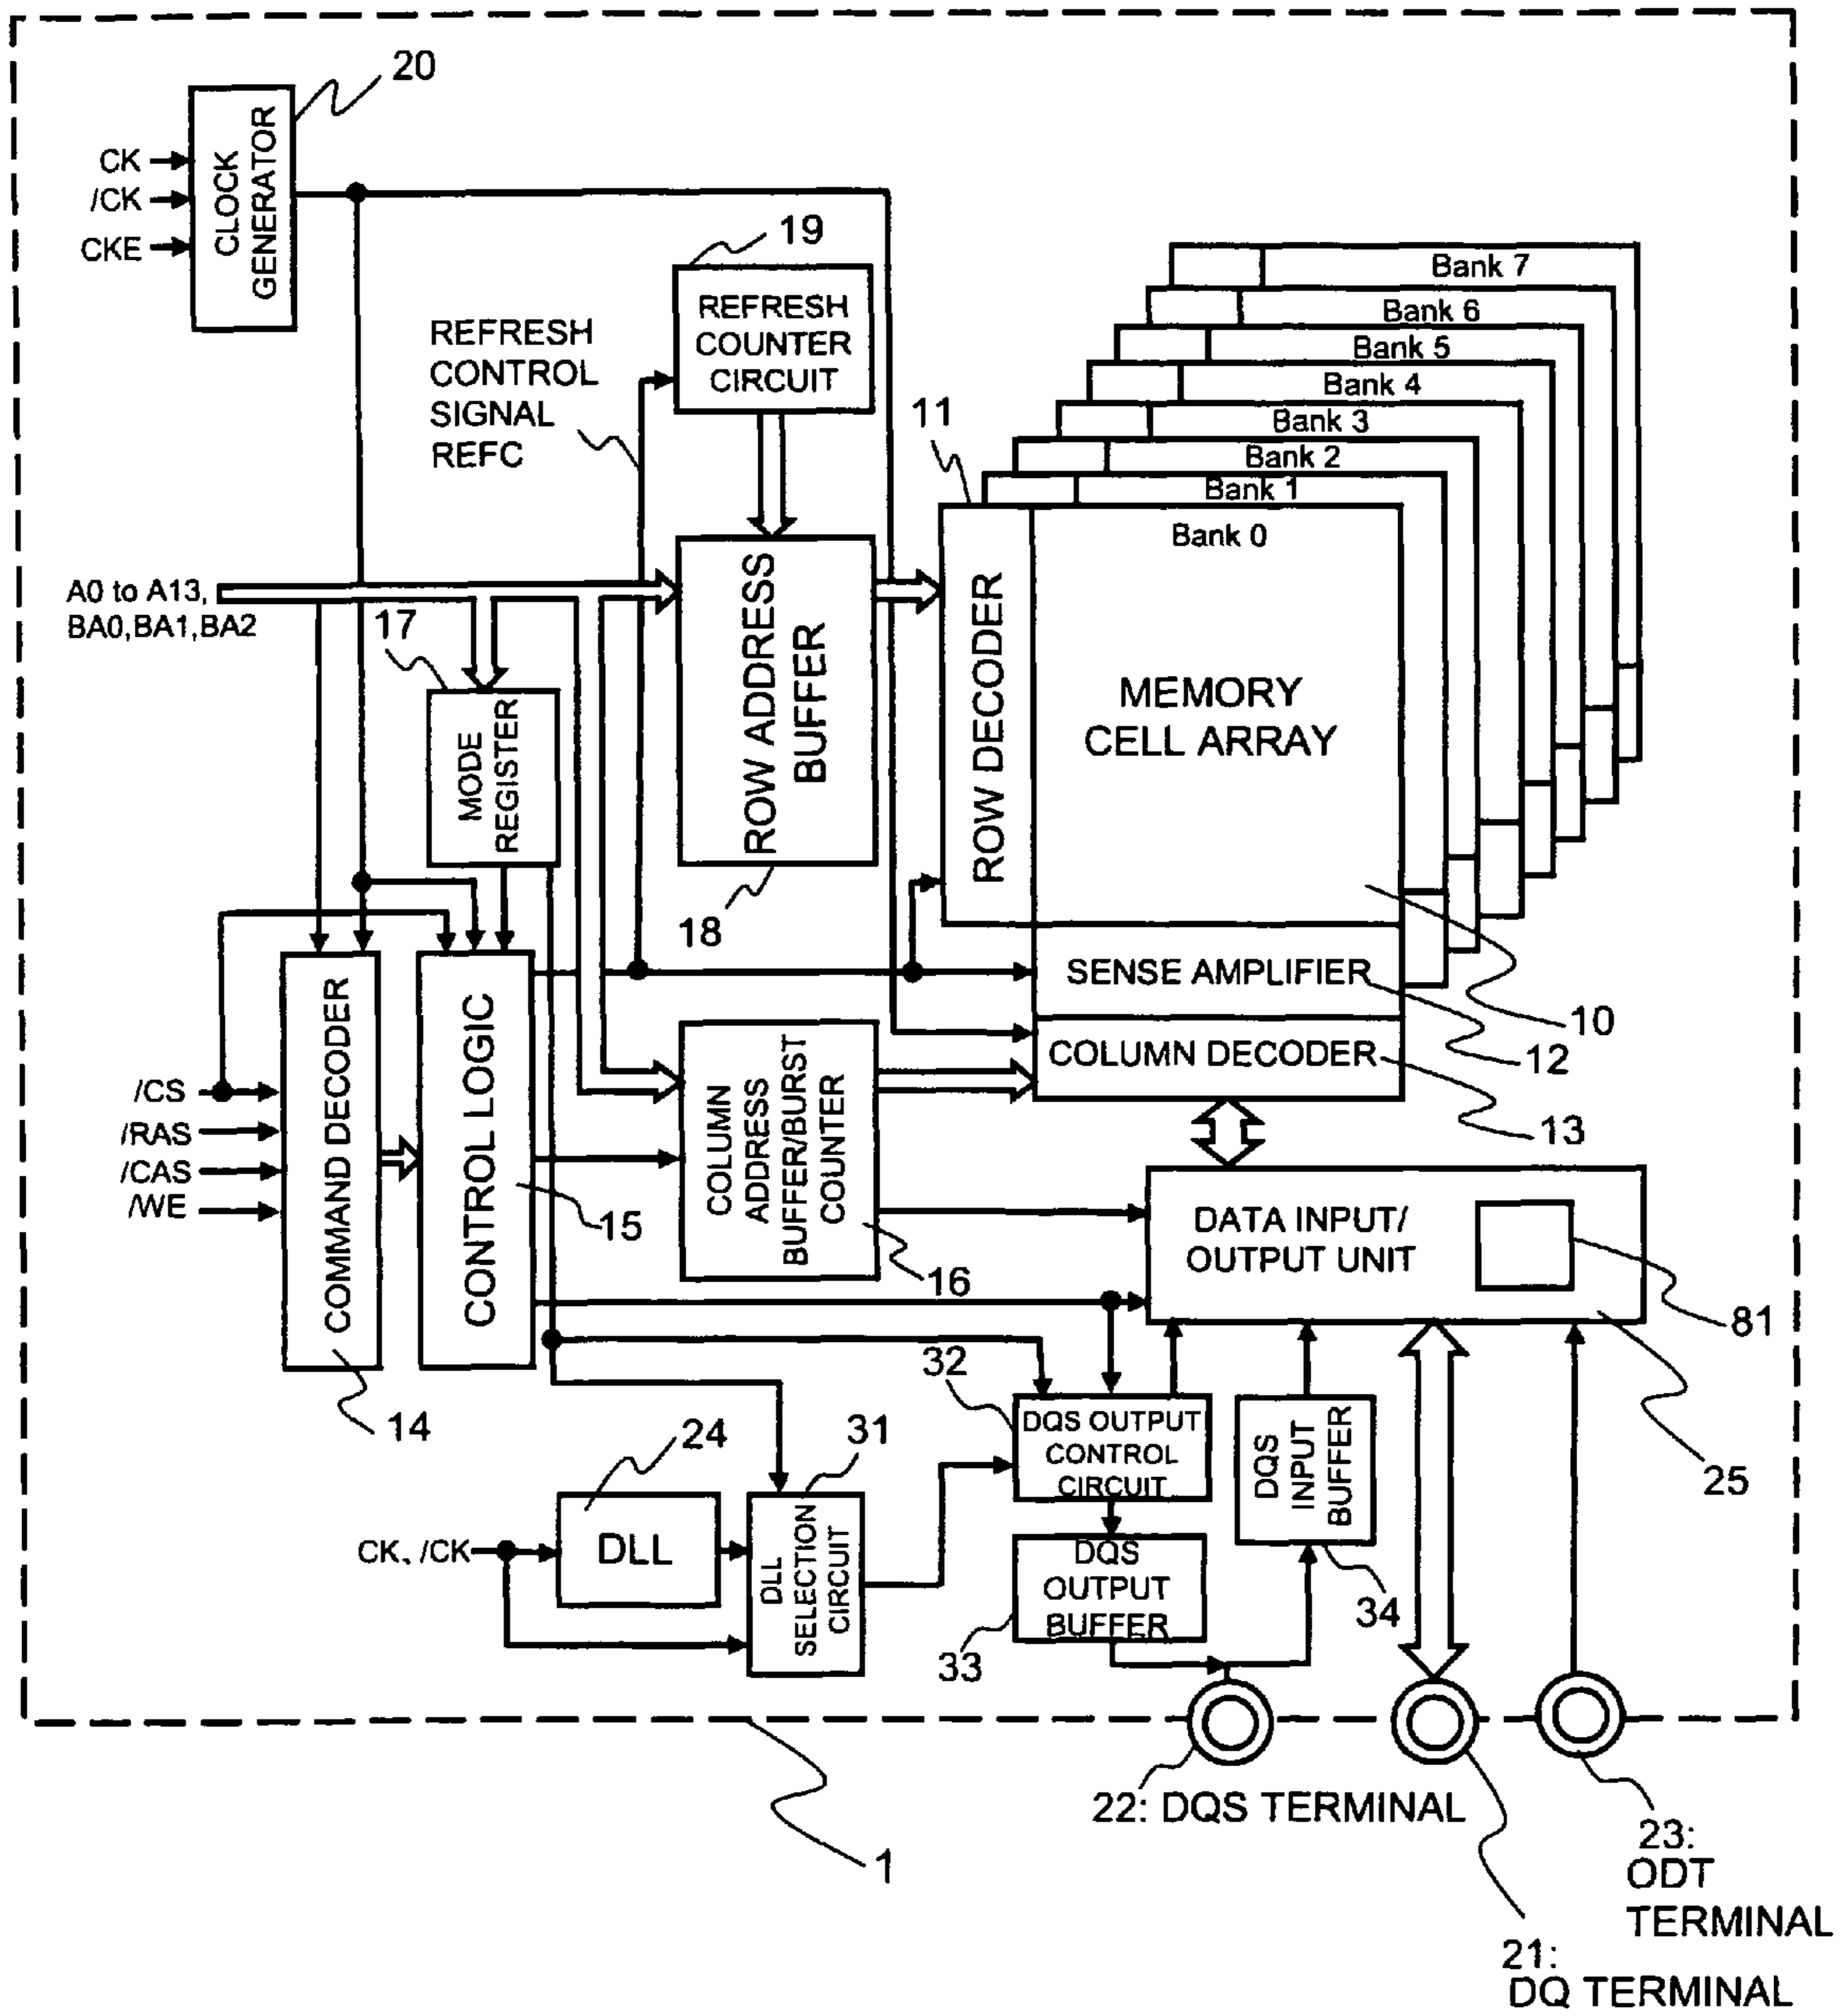 20
CK
/CK
CKE
CLOCK
GENERATOR
19
REFRESH
COUNTER
CIRCUIT
REFRESH
CONTROL
SIGNAL
REFC
Bank 7
Bank 6
Bank 5
Bank 4
Bank 3
Bank 2
Bank 1
Bank 0
11
A0 to A13,
BA0,BA1,BA2
17
MODE
REGISTER
ROW ADDRESS
BUFFER
18
ROW DECODER
MEMORY
CELL ARRAY
SENSE AMPLIFIER
COLUMN DECODER
10
12
13
/CS
/RAS
/CAS
/WE
COMMAND DECODER
14
CONTROL LOGIC
15
COLUMN
ADDRESS
BUFFER/BURST
COUNTER
16
DATA INPUT/
OUTPUT UNIT
81
25
32
DQS OUTPUT
CONTROL
CIRCUIT
DQS
INPUT
BUFFER
34
24
31
CK、/CK
DLL
DLL
SELECTION
CIRCUIT
DQS
OUTPUT
BUFFER
33
22: DQS TERMINAL
1
23:
ODT
TERMINAL
21:
DQ TERMINAL